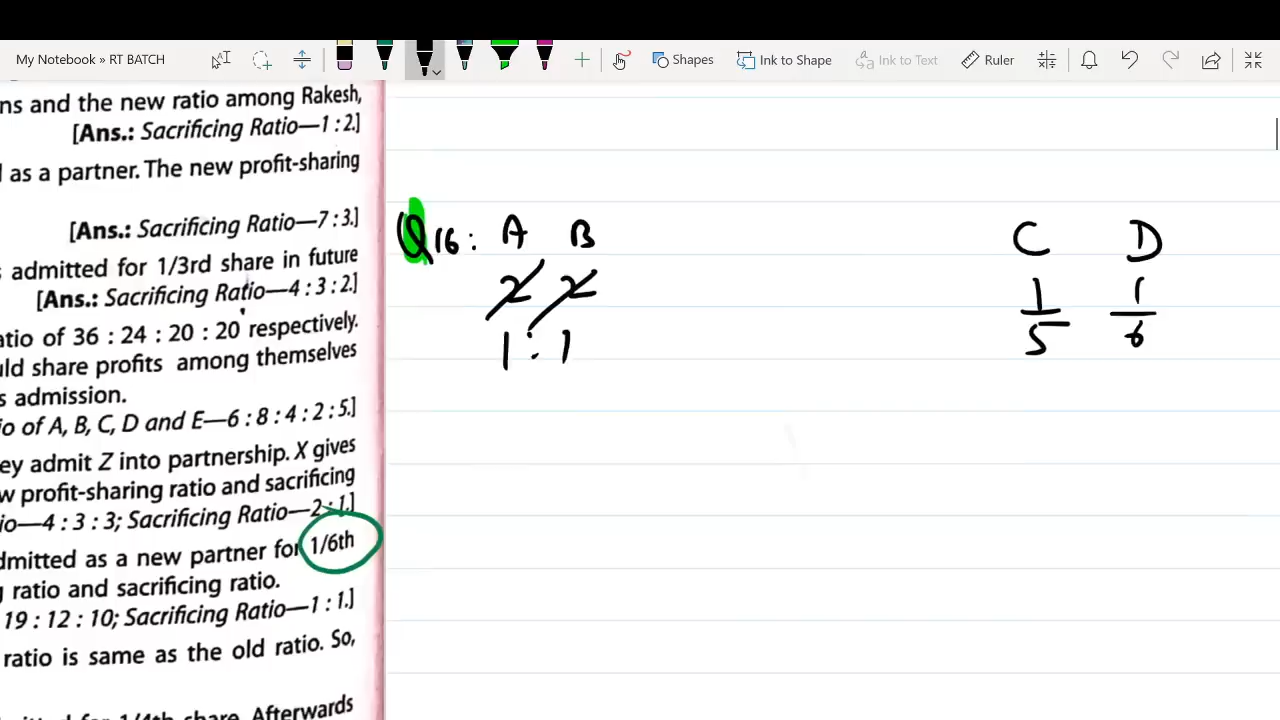 My Notebook » RT BATCH
Shapes
Ink to Shape
Ink to Text
Ruler
ns and the new ratio among Rakesh,
[Ans.: Sacrificing Ratio—1 : 2.]
as a partner. The new profit-sharing
[Ans.: Sacrificing Ratio—7 : 3.]
s admitted for 1/3rd share in future
[Ans.: Sacrificing Ratio—4 : 3 : 2.]
atio of 36 : 24 : 20 : 20 respectively.
uld share profits among themselves
s admission.
io of A, B, C, D and E—6 : 8 : 4 : 2 : 5.]
ey admit Z into partnership. X gives
w profit-sharing ratio and sacrificing
io—4 : 3 : 3; Sacrificing Ratio—2 : 1.]
dmitted as a new partner for 1/6th
g ratio and sacrificing ratio.
19 : 12 : 10; Sacrificing Ratio—1 : 1.]
ratio is same as the old ratio. So,
mitted for 1/4th share. Afterwards
Q16: A B
2 2
1 : 1
C D
1/5 1/6